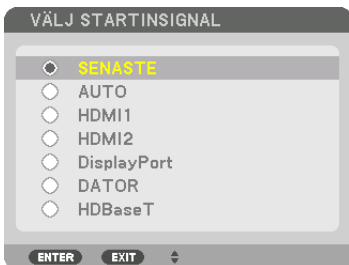 VÄLJ STARTINSIGNAL
SENASTE
AUTO
HDMI1
HDMI2
DisplayPort
DATOR
HDBaseT
ENTER EXIT